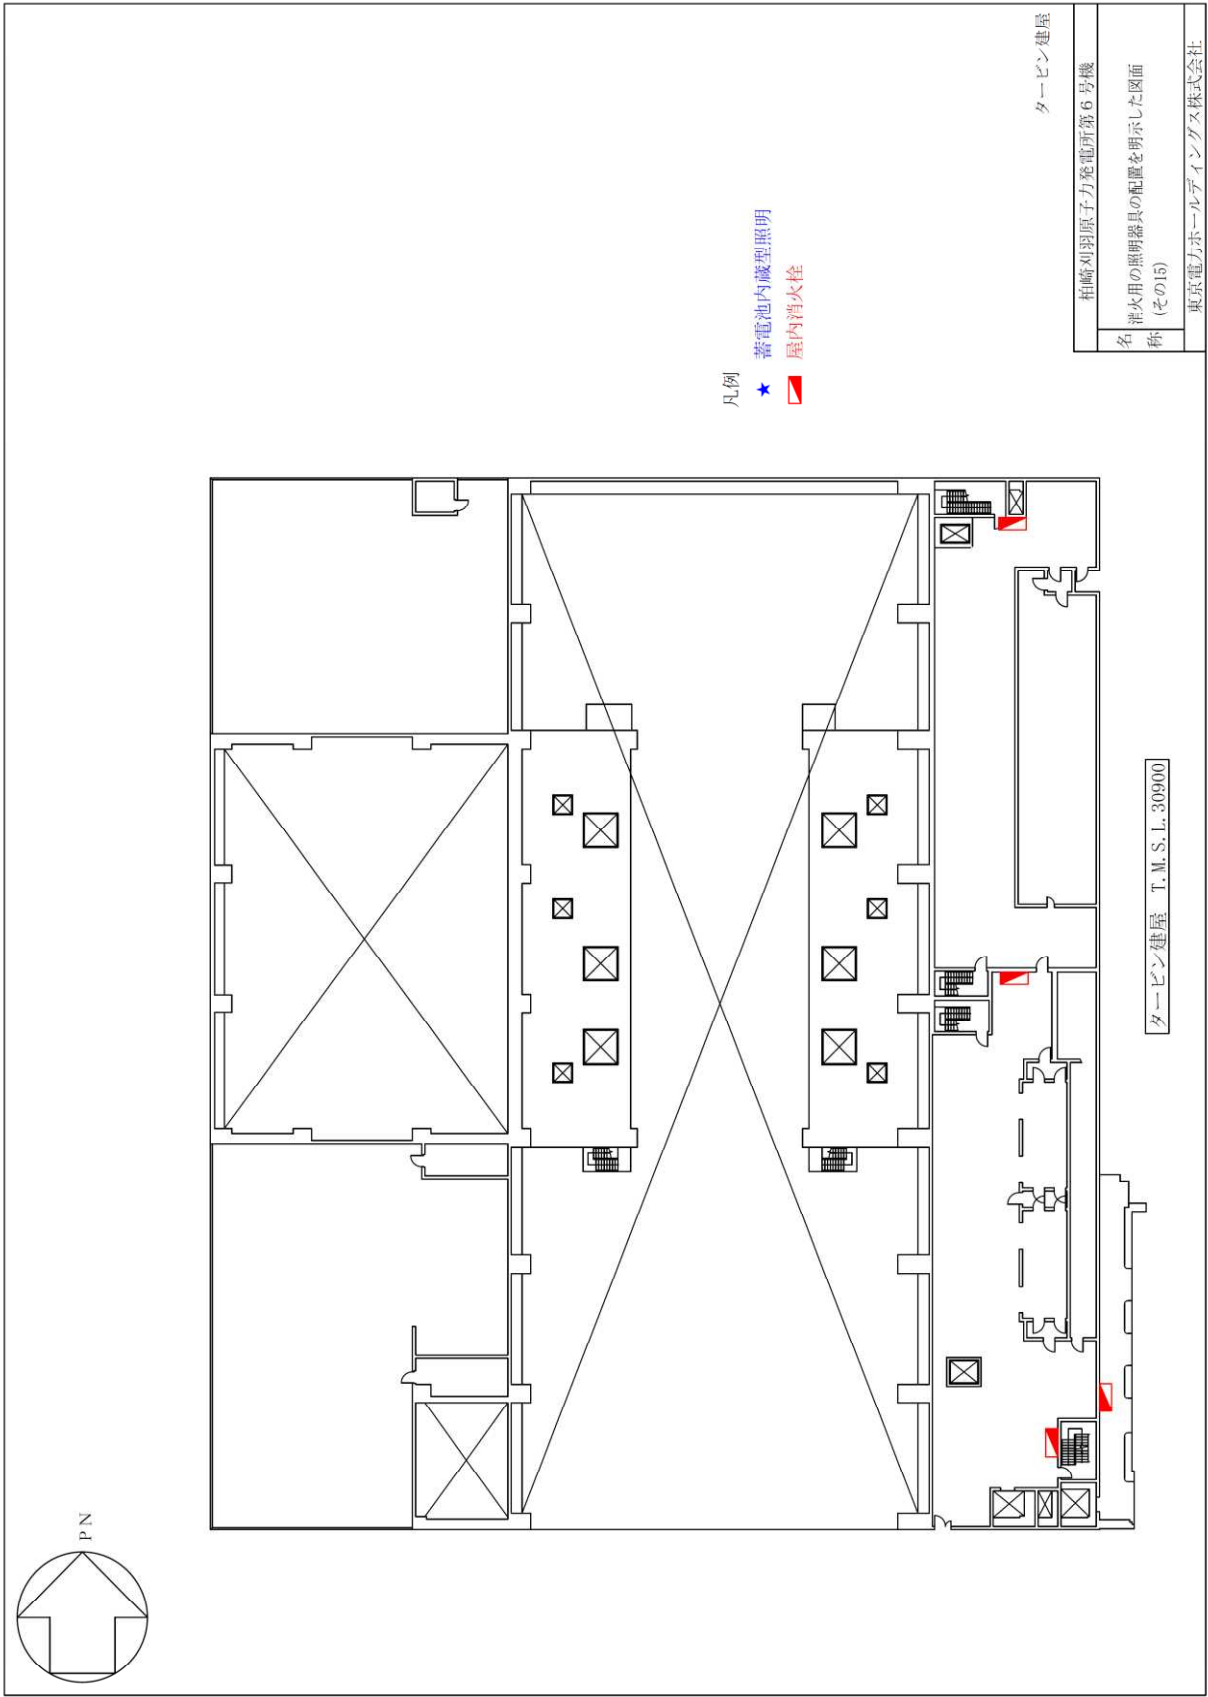 PN
凡例
★ 蓄電池内蔵型照明
屋内消火栓
タービン建屋 T.M.S.L.30900
タービン建屋
柏崎刈羽原子力発電所第6号機
名称
消火用の照明器具の配置を明示した図面
(その15)
東京電力ホールディングス株式会社